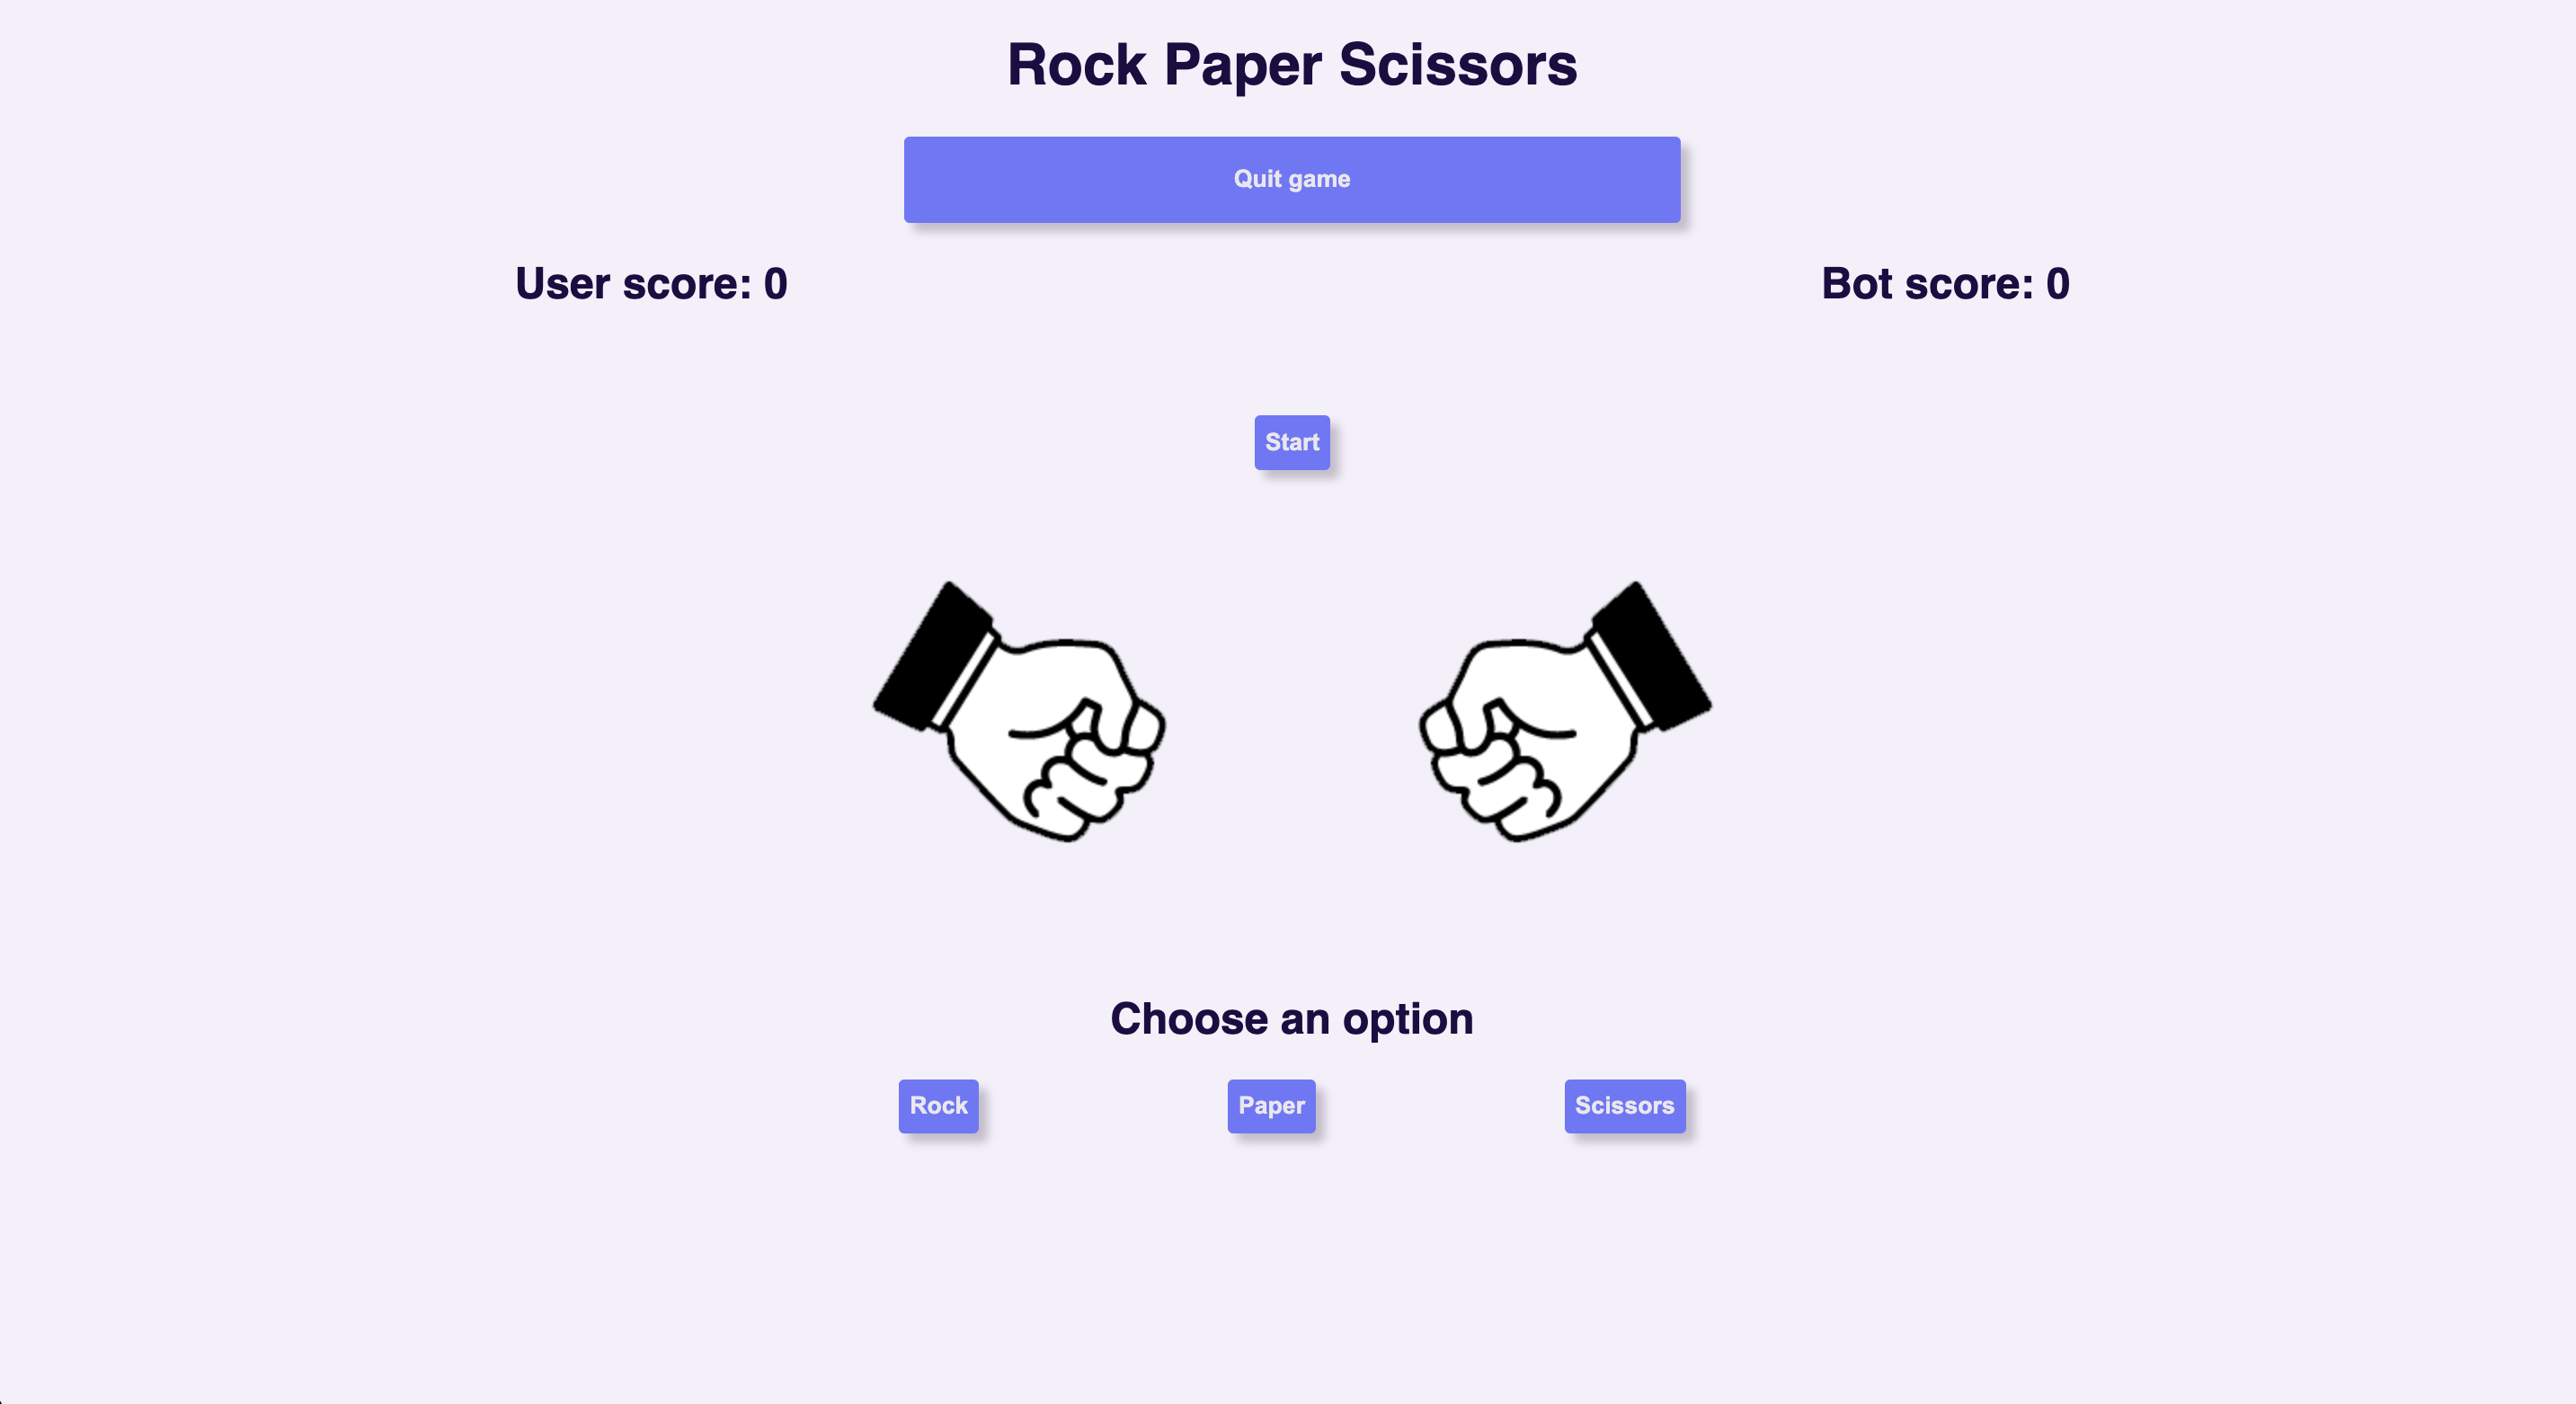 Rock Paper Scissors
Quit game
User score: 0
Bot score: 0
Start
Choose an option
Rock
Paper
Scissors